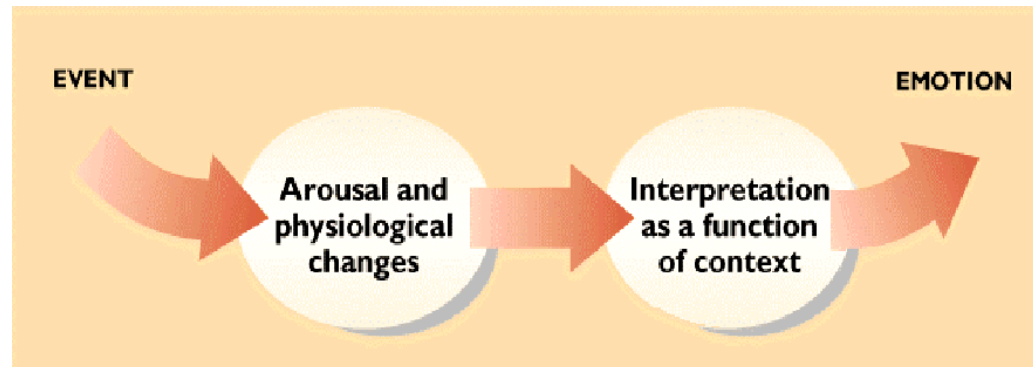 EVENT
EMOTION
Arousal and
physiological
changes
Interpretation
as a function
of context